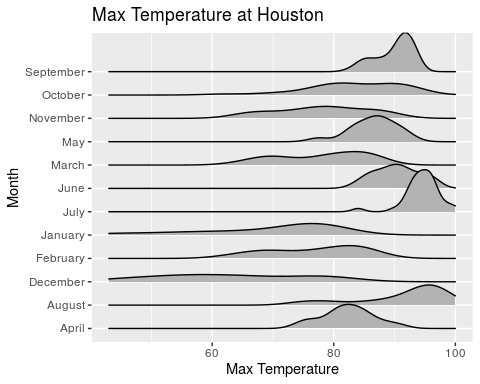 Max Temperature at Houston
September
October
November
May
March
June
July
January
February
December
August
April
Month
60 80 100
Max Temperature